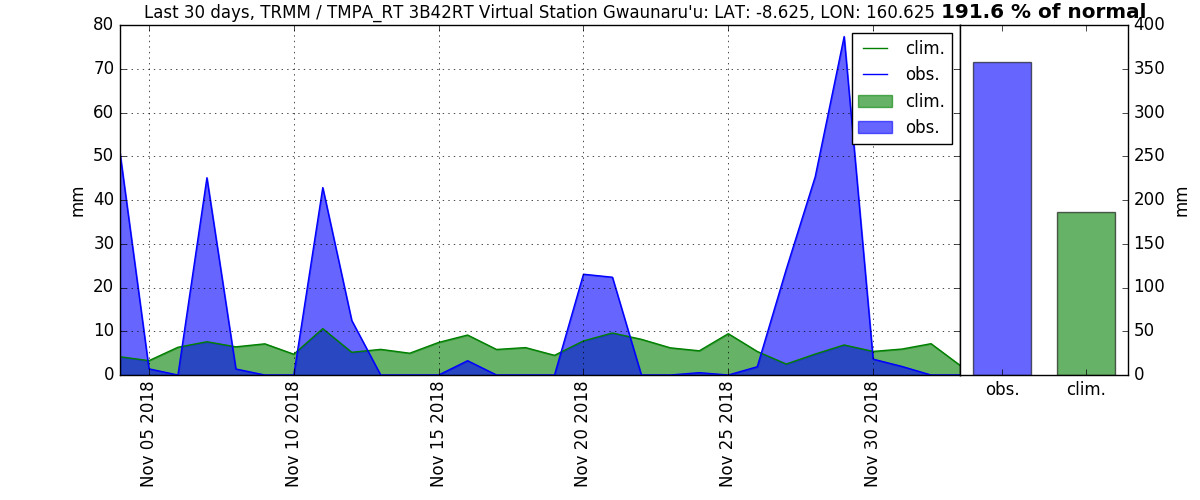 Last 30 days, TRMM / TMPA_RT 3B42RT Virtual Station Gwaunaru'u: LAT: -8.625, LON: 160.625 191.6 % of normal
80
70
60
50
40
30
20
10
0
mm
clim.
obs.
clim.
obs.
Nov 05 2018
Nov 10 2018
Nov 15 2018
Nov 20 2018
Nov 25 2018
Nov 30 2018
400
350
300
250
200
150
100
50
0
mm
obs.
clim.